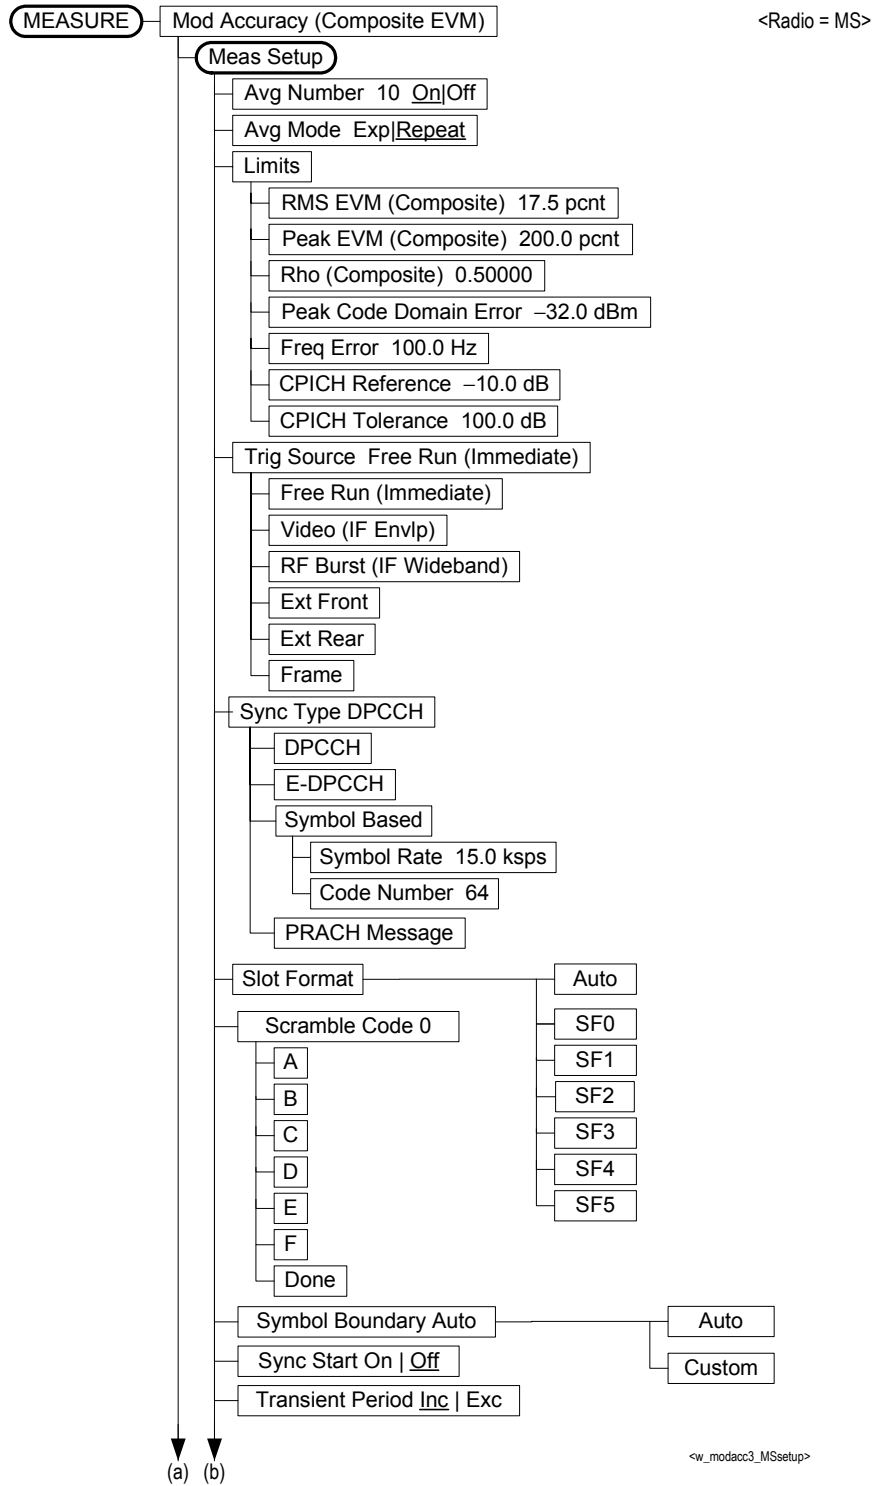 MEASURE Mod Accuracy (Composite EVM) <Radio = MS>
Meas Setup
Avg Number 10 On|Off
Avg Mode Exp|Repeat
Limits
RMS EVM (Composite) 17.5 pcnt
Peak EVM (Composite) 200.0 pcnt
Rho (Composite) 0.50000
Peak Code Domain Error –32.0 dBm
Freq Error 100.0 Hz
CPICH Reference –10.0 dB
CPICH Tolerance 100.0 dB
Trig Source Free Run (Immediate)
Free Run (Immediate)
Video (IF Envlp)
RF Burst (IF Wideband)
Ext Front
Ext Rear
Frame
Sync Type DPCCH
DPCCH
E-DPCCH
Symbol Based
Symbol Rate 15.0 ksps
Code Number 64
PRACH Message
Slot Format Auto
SF0
SF1
SF2
SF3
SF4
SF5
Scramble Code 0
A
B
C
D
E
F
Done
Symbol Boundary Auto Auto
Custom
Sync Start On | Off
Transient Period Inc | Exc
(a) (b)
<w_modacc3_MSsetup>